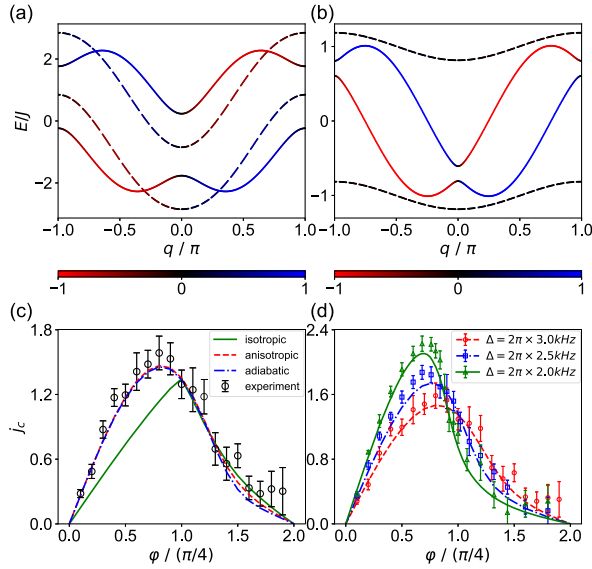 (a)
(b)
E/J
2
0
−2
1
0
−1
−1.0
−0.5
0.0
0.5
1.0
−1.0
−0.5
0.0
0.5
1.0
q / π
q / π
−1
0
1
−1
0
1
(c)
(d)
j_c
1.8
1.2
0.6
0.0
isotropic
anisotropic
adiabatic
experiment
2.4
1.6
0.8
0.0
Δ = 2π × 3.0kHz
Δ = 2π × 2.5kHz
Δ = 2π × 2.0kHz
0.0
0.5
1.0
1.5
2.0
0.0
0.5
1.0
1.5
2.0
φ / (π/4)
φ / (π/4)